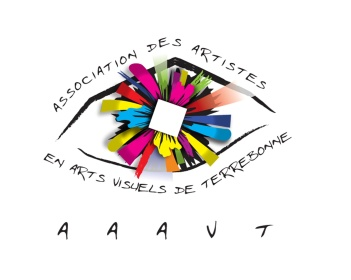 ASSOCIATION DES ARTISTES
EN ARTS VISUELS DE TERREBONNE
A A A V T